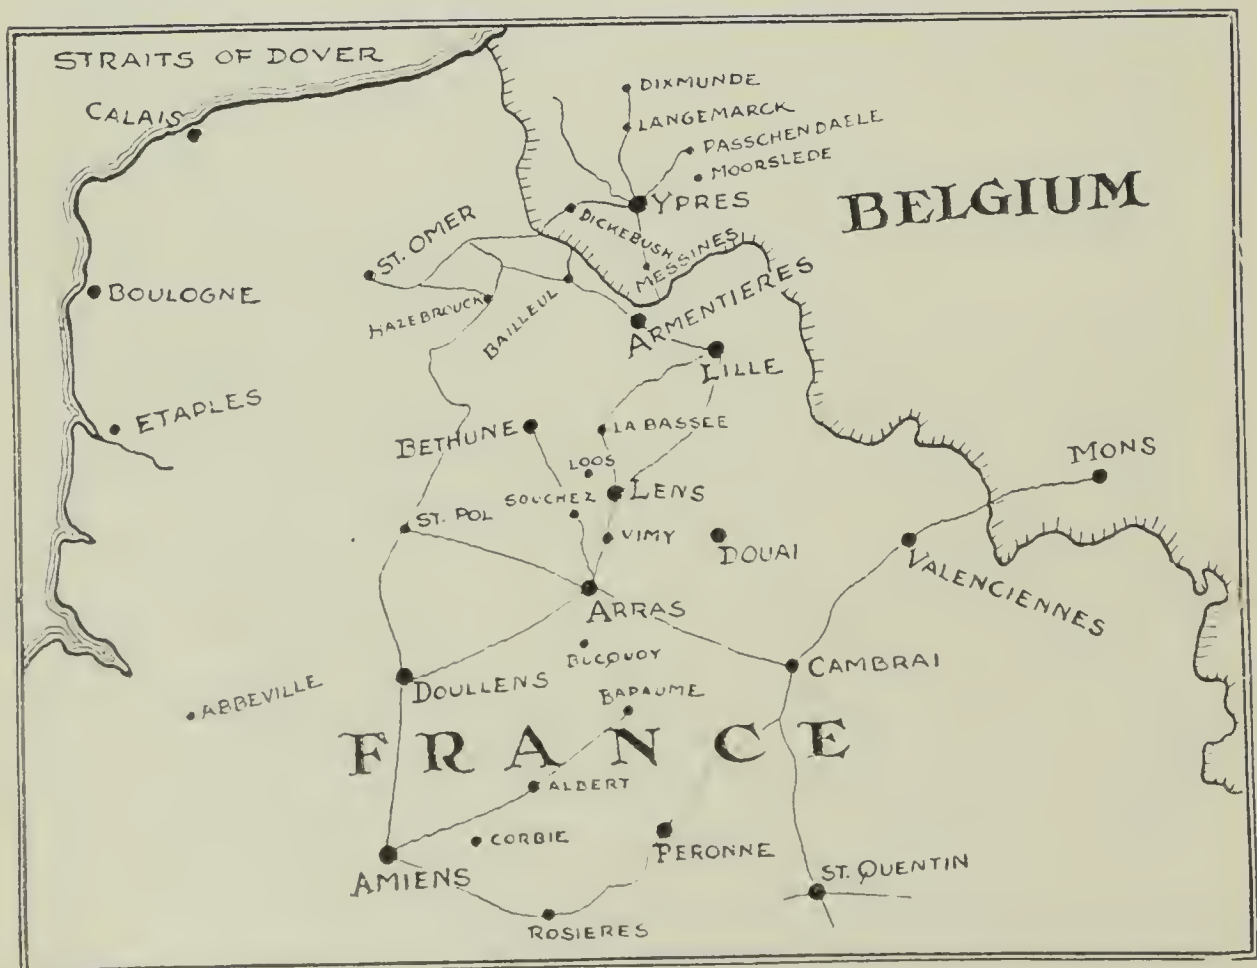 STRAITS OF DOVER
CALAIS
DIXMUNDE
LANGEMARCK
PASSCHENDAELE
MOORSLEDE
YPRES
BELGIUM
DICKEBUSH
MESSINES
ST. OMER
BOULOGNE
HAZEBROUCK
BAILLEUL
ARMENTIERES
LILLE
ETAPLES
BETHUNE
LA BASSEE
LOOS
MONS
SOUCHEZ
LENS
ST. POL
VIMY
DOUAI
VALENCIENNES
ARRAS
BUCQUOY
CAMBRAI
DOULLENS
ABBEVILLE
BAPAUME
FRANCE
ALBERT
CORBIE
PERONNE
AMIENS
ST. QUENTIN
ROSIERES